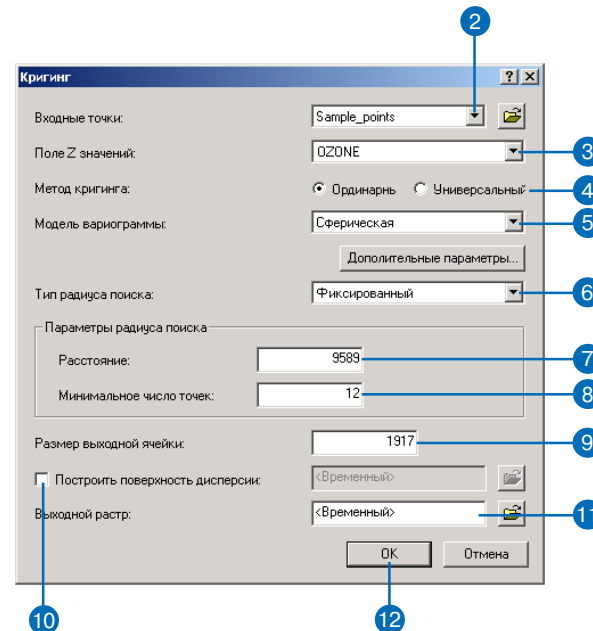 2
Кригинг
Входные точки: Sample_points
Поле Z значений: OZONE 3
Метод кригинга: Ординарнь Универсальный 4
Модель вариограммы: Сферическая 5
Дополительные параметры...
Тип радиуса поиска: Фиксированный 6
Параметры радиуса поиска
Расстояние: 9589 7
Минимальное число точек: 12 8
Размер выходной ячейки: 1917 9
Построить поверхность дисперсии: <Временный>
Выходной растр: <Временный> 11
OK Отмена
10 12